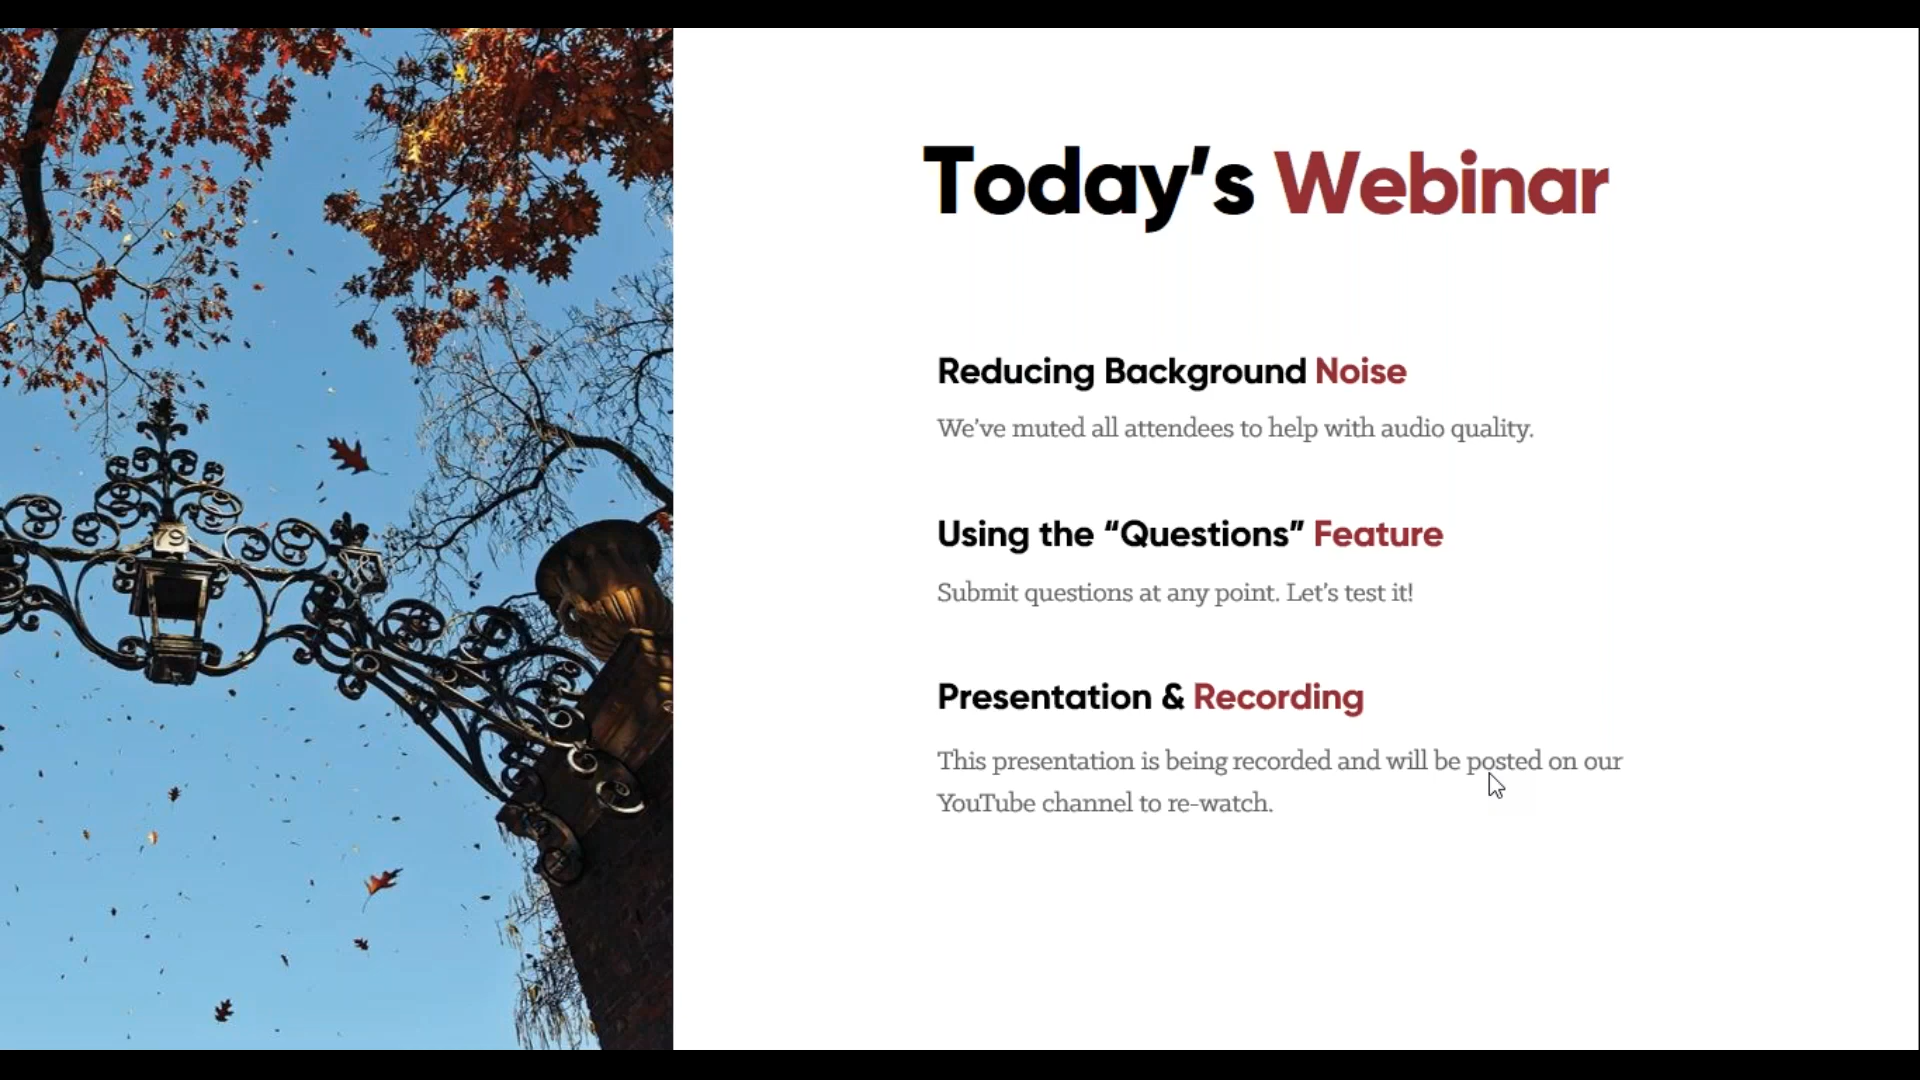 Today’s Webinar
Reducing Background Noise
We’ve muted all attendees to help with audio quality.
Using the “Questions” Feature
Submit questions at any point. Let’s test it!
Presentation & Recording
This presentation is being recorded and will be posted on our
YouTube channel to re-watch.
79